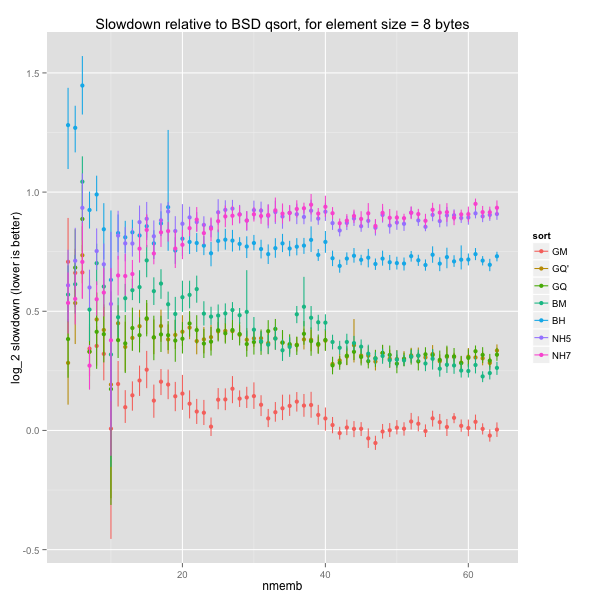 Slowdown relative to BSD qsort, for element size = 8 bytes
log_2 slowdown (lower is better)
1.5
1.0
0.5
0.0
-0.5
20
40
60
nmemb
sort
GM
GQ'
GQ
BM
BH
NH5
NH7